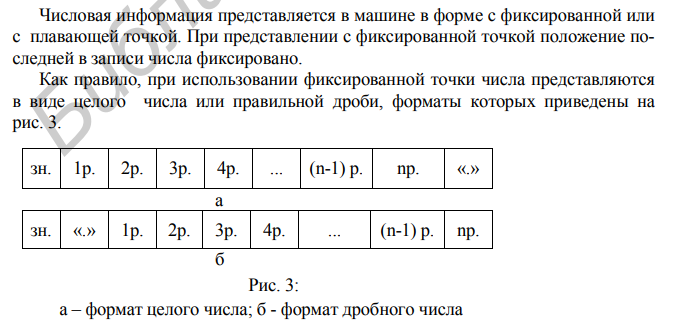 Числовая информация представляется в машине в форме с фиксированной или
с плавающей точкой. При представлении с фиксированной точкой положение по-
следней в записи числа фиксировано.
Как правило, при использовании фиксированной точки числа представляются
в виде целого числа или правильной дроби, форматы которых приведены на
рис. 3.
зн. 1р. 2р. 3р. 4р. ... (n-1) р. nр. «.»
а
зн. «.» 1р. 2р. 3р. 4р. ... (n-1) р. nр.
б
Рис. 3:
а – формат целого числа; б - формат дробного числа